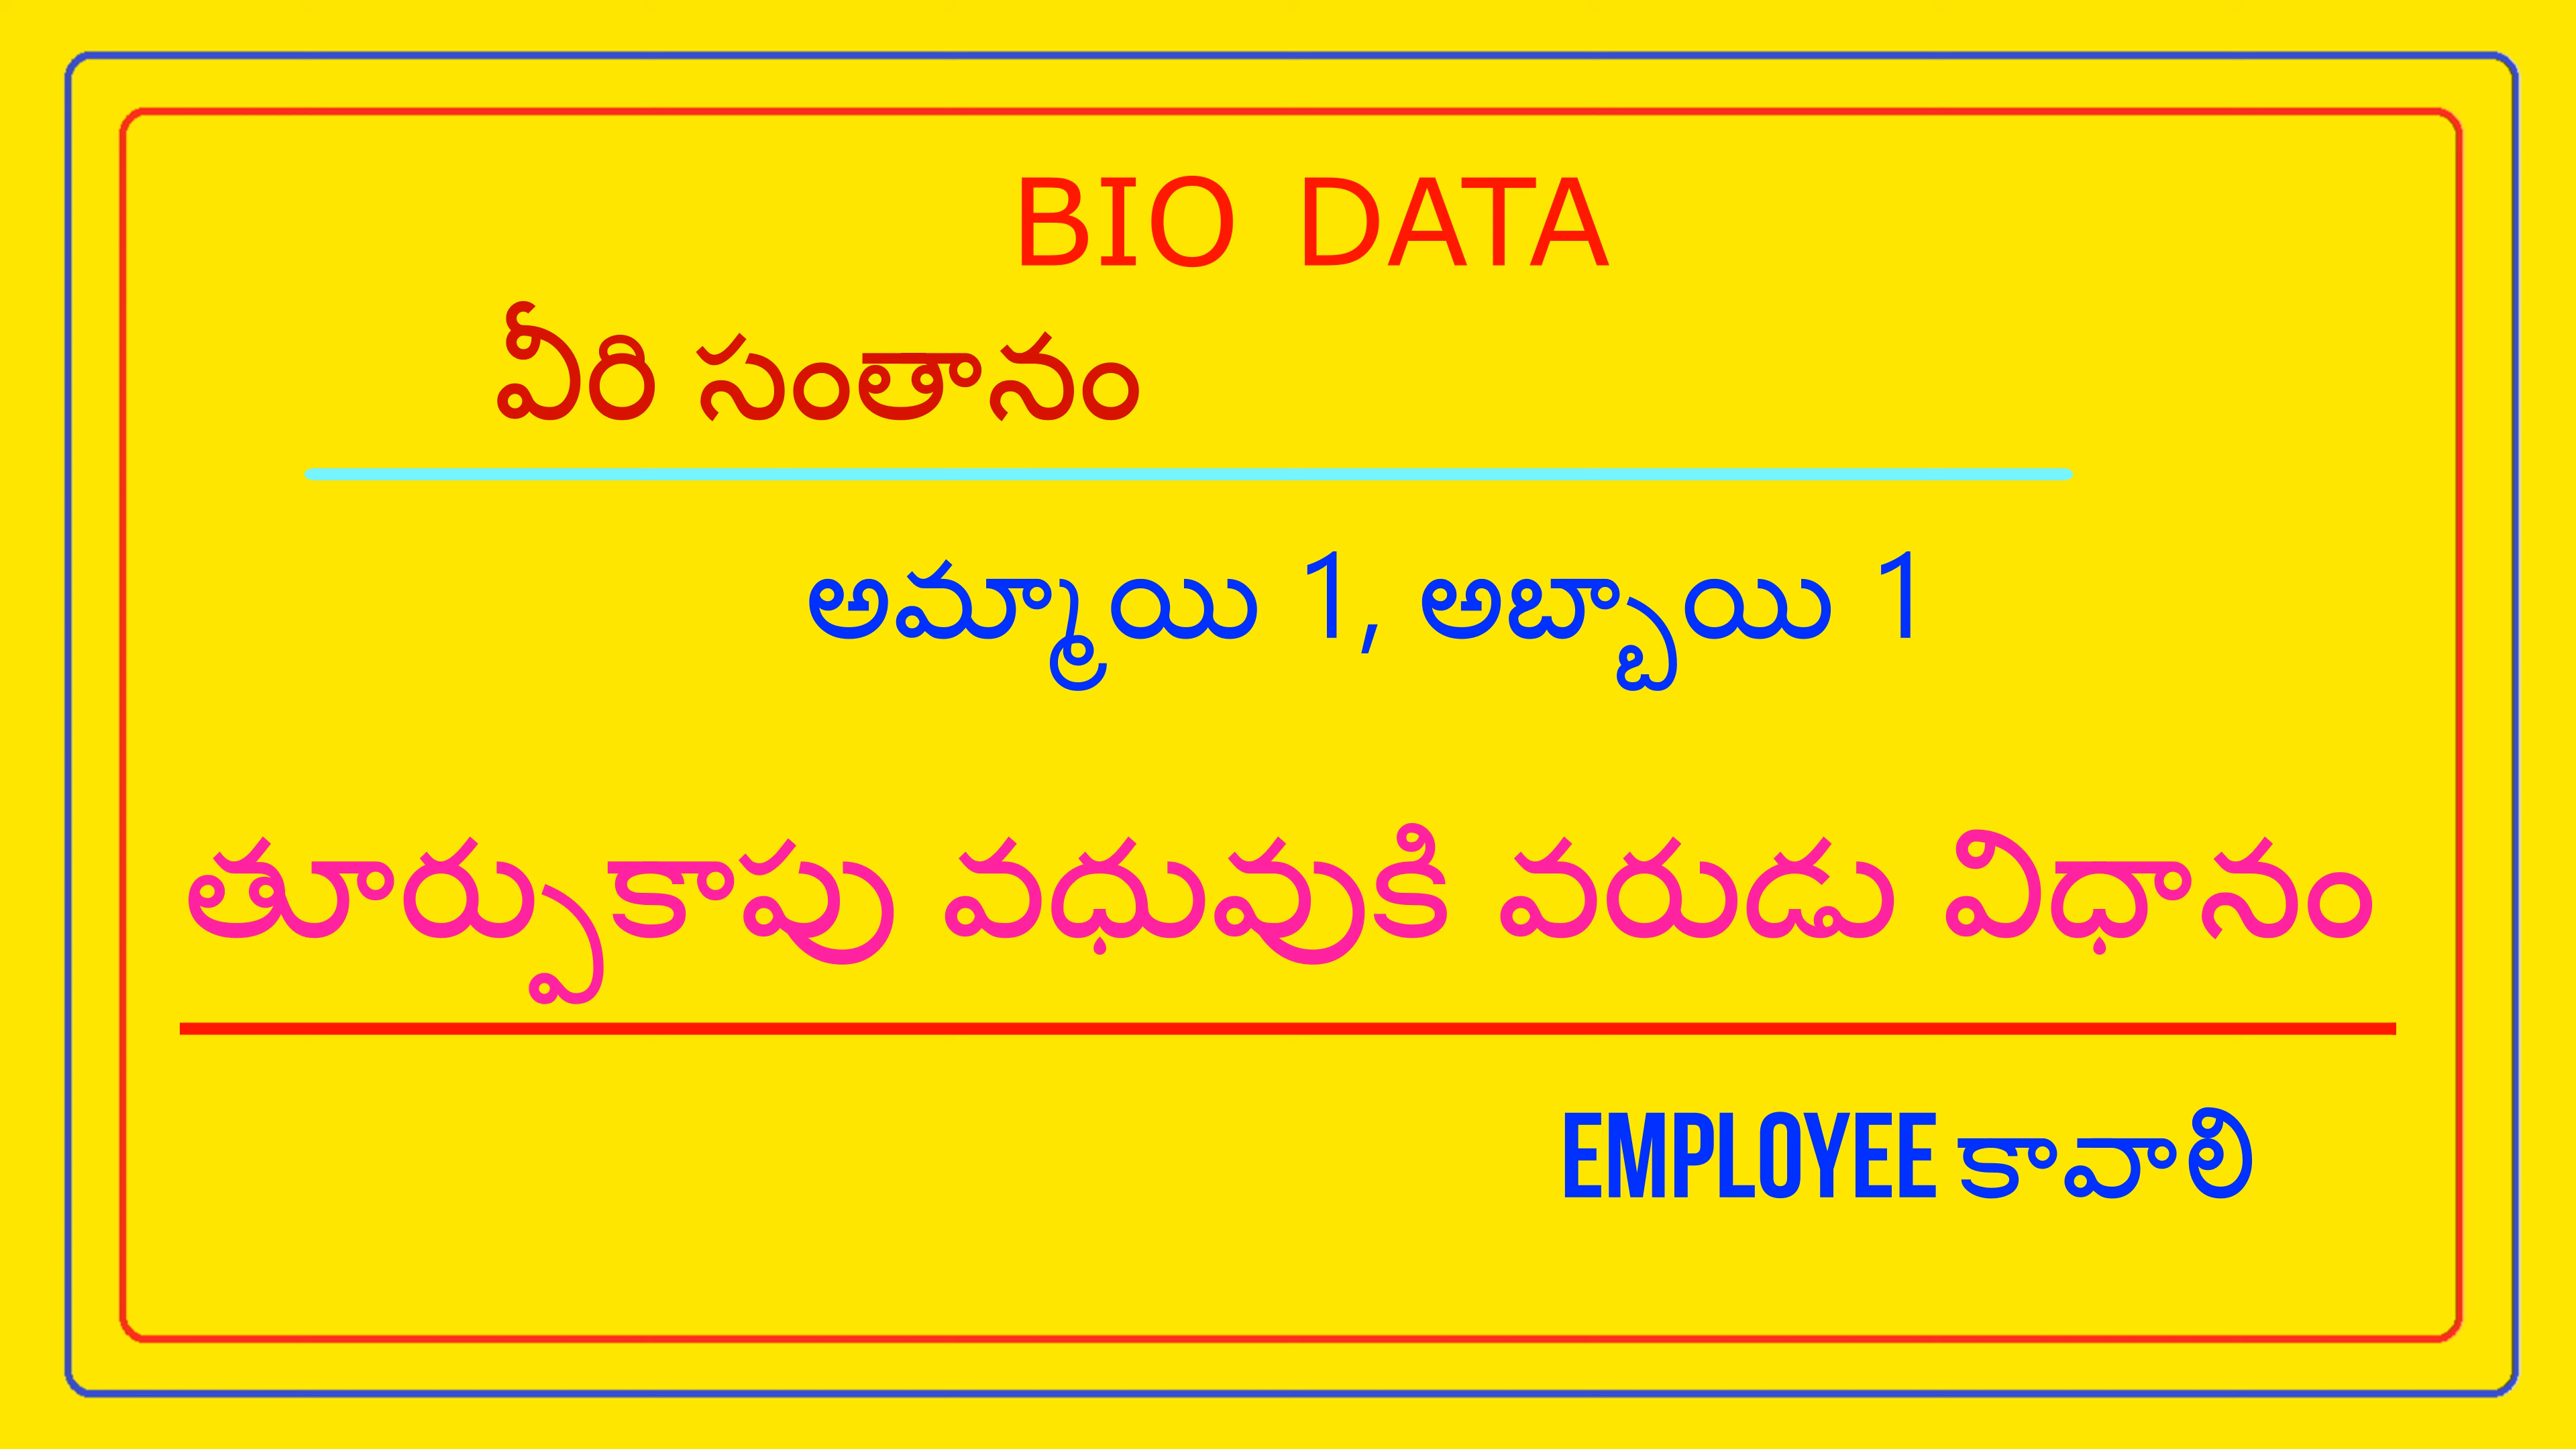 BIO DATA
వీరి సంతానం
అమ్మాయి 1, అబ్బాయి 1
తూర్పుకాపు వధువుకి వరుడు విధానం
EMPLOYEE కావాలి